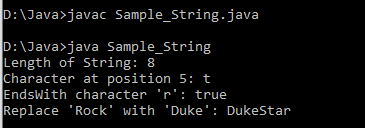 D:\Java>javac Sample_String.java
D:\Java>java Sample_String
Length of String: 8
Character at position 5: t
EndsWith character 'r': true
Replace 'Rock' with 'Duke': DukeStar